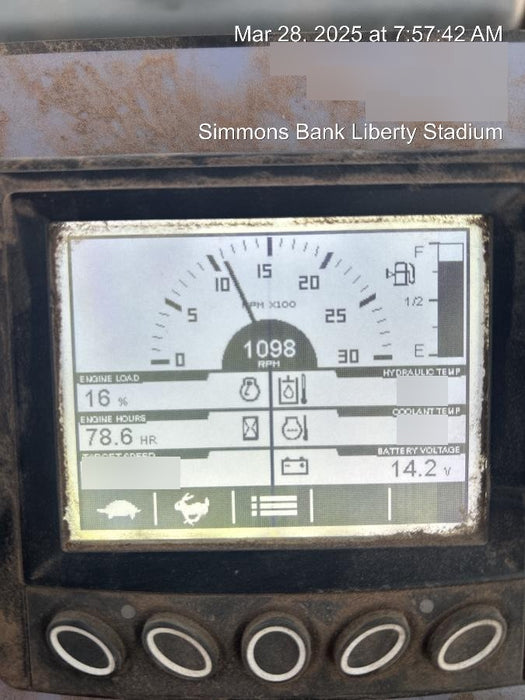 Mar 28, 2025 at 7:57:42 AM
Simmons Bank Liberty Stadium
0 5 10 15 20 25 30
RPM X100
1098
RPM
F
1/2
E
ENGINE LOAD
16 %
HYDRAULIC TEMP
ENGINE HOURS
78.6 HR
COOLANT TEMP
TARGET SPEED
BATTERY VOLTAGE
14.2 V